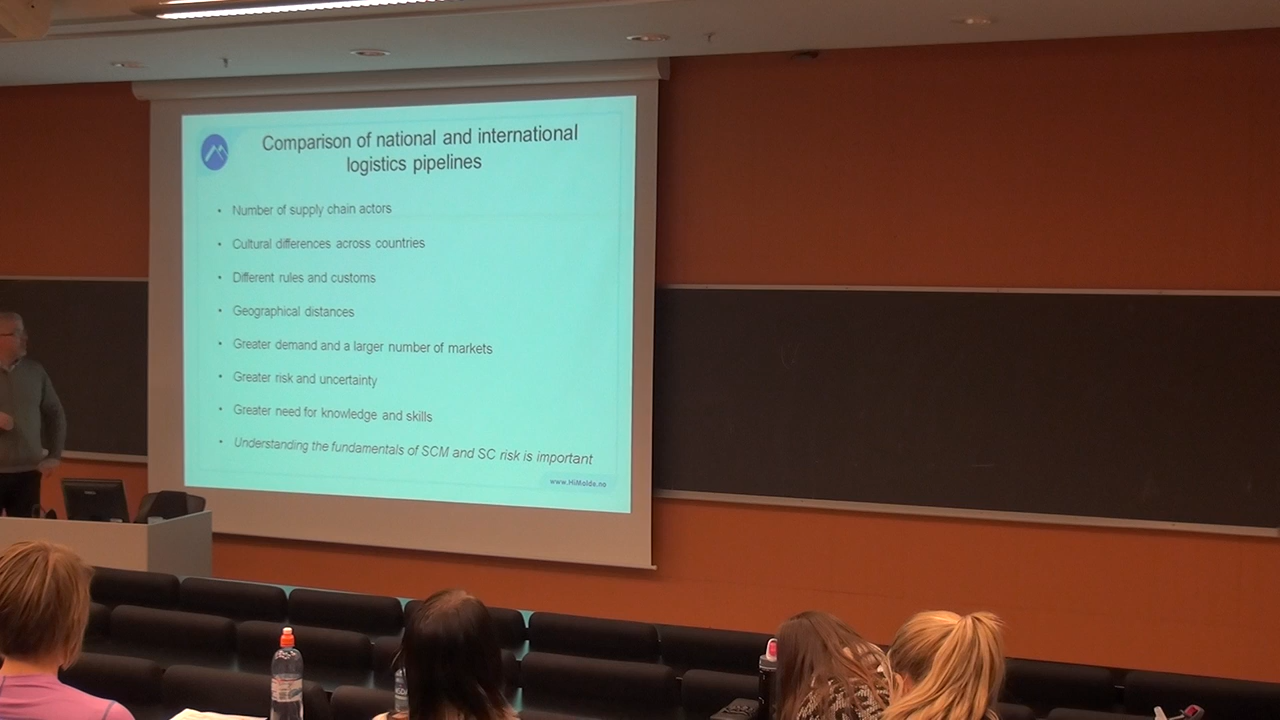 Comparison of national and international
logistics pipelines
• Number of supply chain actors
• Cultural differences across countries
• Different rules and customs
• Geographical distances
• Greater demand and a larger number of markets
• Greater risk and uncertainty
• Greater need for knowledge and skills
• Understanding the fundamentals of SCM and SC risk is important
www.HiMolde.no